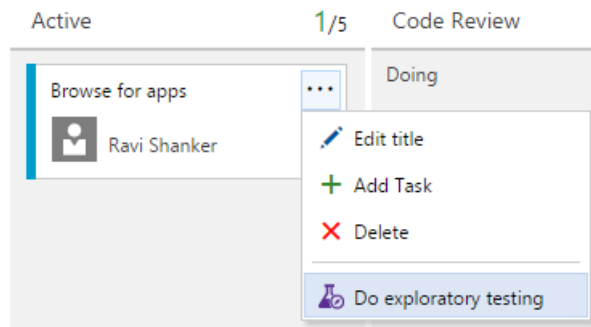 Active 1/5 Code Review
Browse for apps ...
Doing
Ravi Shanker
Edit title
Add Task
Delete
Do exploratory testing